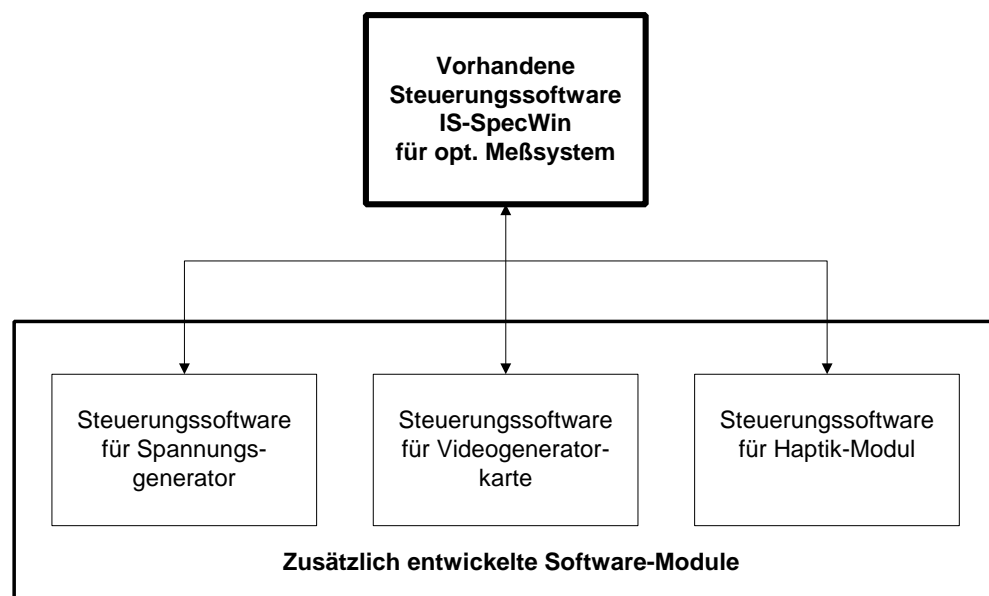 Vorhandene
Steuerungssoftware
IS-SpecWin
für opt. Meßsystem
Steuerungssoftware
für Spannungs-
generator
Steuerungssoftware
für Videogenerator-
karte
Steuerungssoftware
für Haptik-Modul
Zusätzlich entwickelte Software-Module